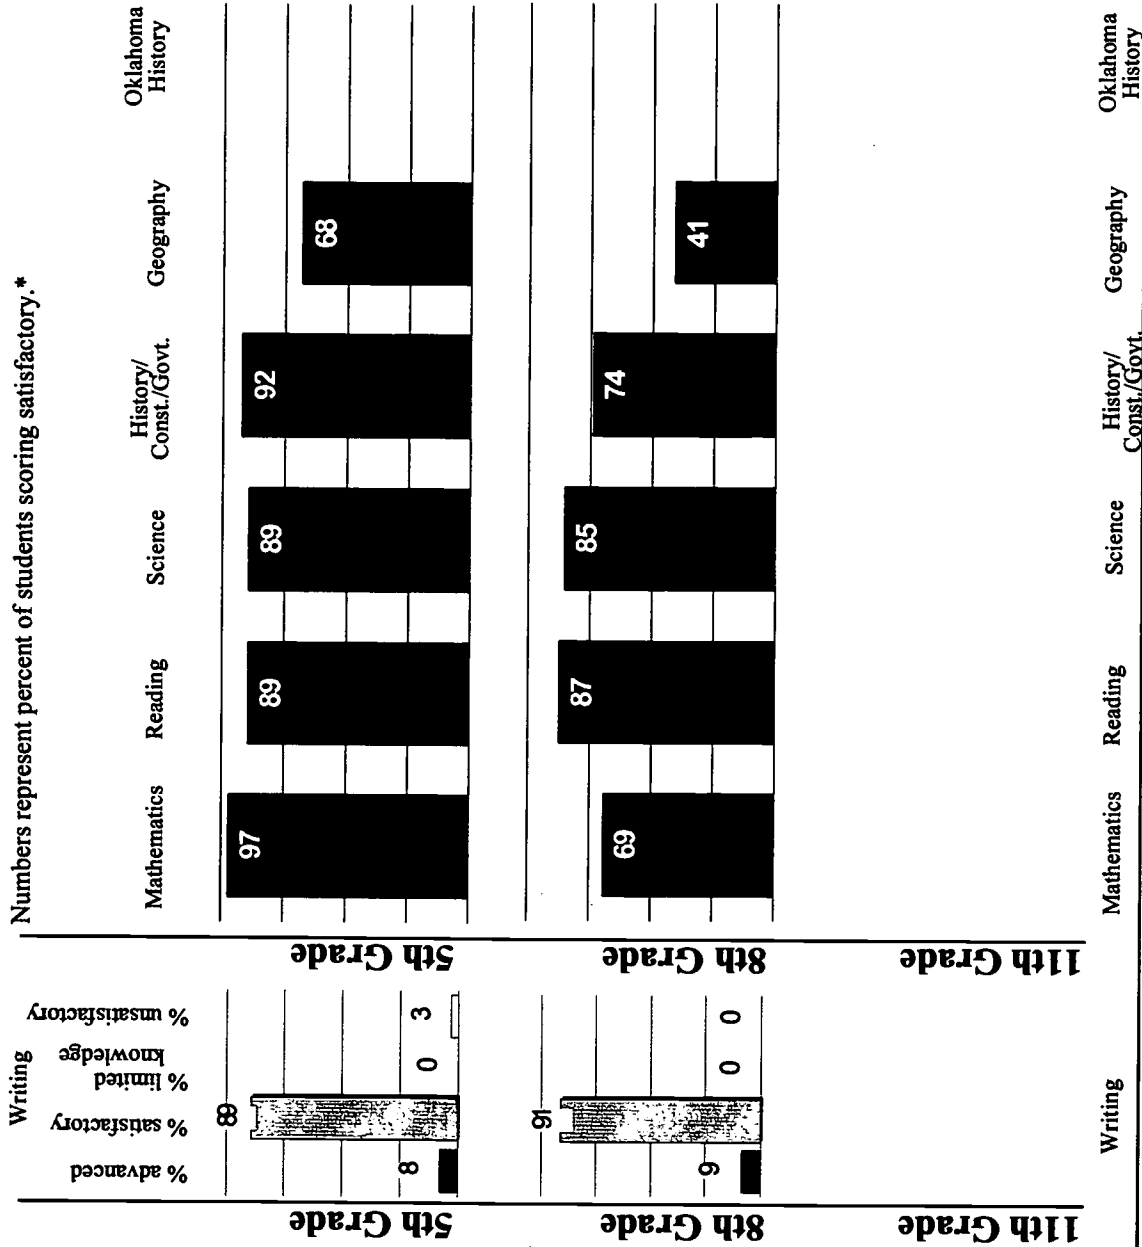 Numbers represent percent of students scoring satisfactory.*
Writing
% advanced
% satisfactory
% limited
knowledge
% unsatisfactory
Mathematics
Reading
Science
History/
Const./Govt.
Geography
Oklahoma
History
5th Grade
8
89
0
3
5th Grade
97
89
89
92
68
8th Grade
9
91
0
0
8th Grade
69
87
85
74
41
11th Grade
11th Grade
Writing
Mathematics
Reading
Science
History/
Const./Govt.
Geography
Oklahoma
History